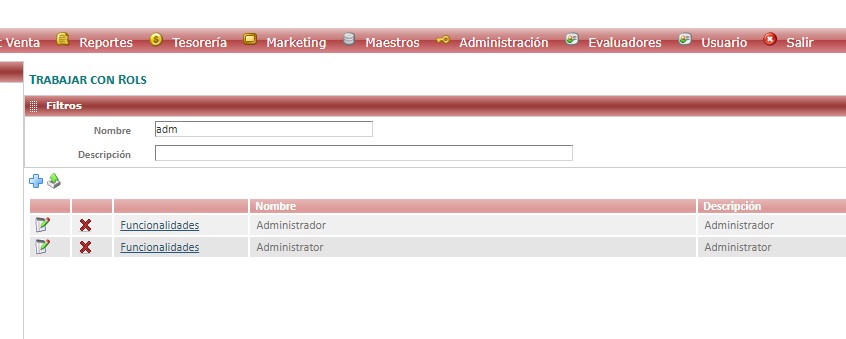 t Venta Reportes Tesorería Marketing Maestros Administración Evaluadores Usuario Salir
TRABAJAR CON ROLS
Filtros
Nombre adm
Descripción
Nombre Descripción
Funcionalidades Administrador Administrador
Funcionalidades Administrator Administrator